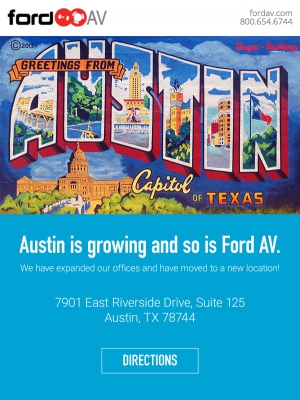 ford AV
fordav.com
800.654.6744
©2013
GREETINGS FROM
AUSTIN
Capitol
OF TEXAS
Austin is growing and so is Ford AV.
We have expanded our offices and have moved to a new location!
7901 East Riverside Drive, Suite 125
Austin, TX 78744
DIRECTIONS